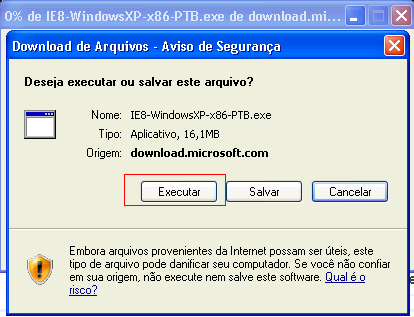 0% de IE8-WindowsXP-x86-PTB.exe de download.mi...
Download de Arquivos - Aviso de Segurança
Deseja executar ou salvar este arquivo?
Nome: IE8-WindowsXP-x86-PTB.exe
Tipo: Aplicativo, 16,1MB
Origem: download.microsoft.com
Executar Salvar Cancelar
Embora arquivos provenientes da Internet possam ser úteis, este
tipo de arquivo pode danificar seu computador. Se você não confiar
em sua origem, não execute nem salve este software. Qual é o
risco?